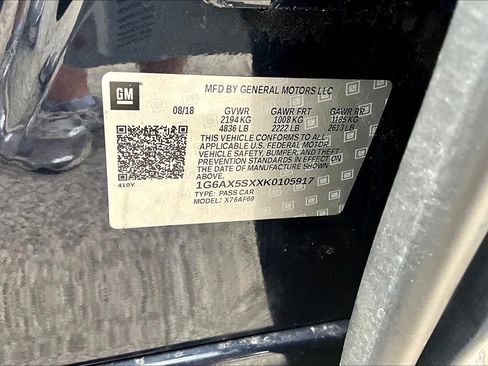 GM
MFD BY GENERAL MOTORS LLC
08/18 GVWR GAWR FRT GAWR RR
2194 KG 1008 KG 1185 KG
4836 LB 2222 LB 2613 LB
THIS VEHICLE CONFORMS TO ALL
APPLICABLE U.S. FEDERAL MOTOR
VEHICLE SAFETY, BUMPER, AND THEFT
PREVENTION STANDARDS IN EFFECT ON
THE DATE OF MANUFACTURE SHOWN
ABOVE.
410Y
1G6AX5SXXK0105917
TYPE: PASS CAR
MODEL: X76AF69